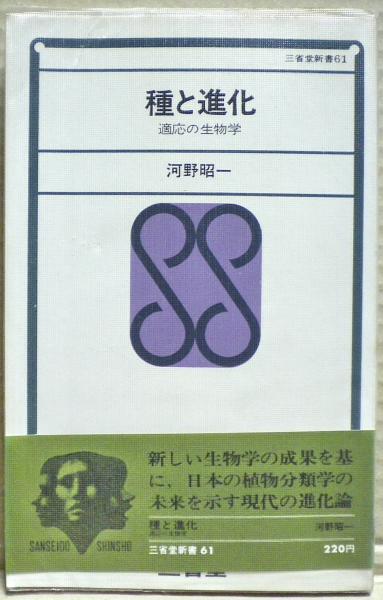 三省堂新書61
種と進化
適応の生物学
河野昭一
新しい生物学の成果を基
に、日本の植物分類学の
未来を示す現代の進化論
種と進化
適応の生物学
河野昭一
SANSEIDO SHINSHO
三省堂新書 61
220円
三省堂